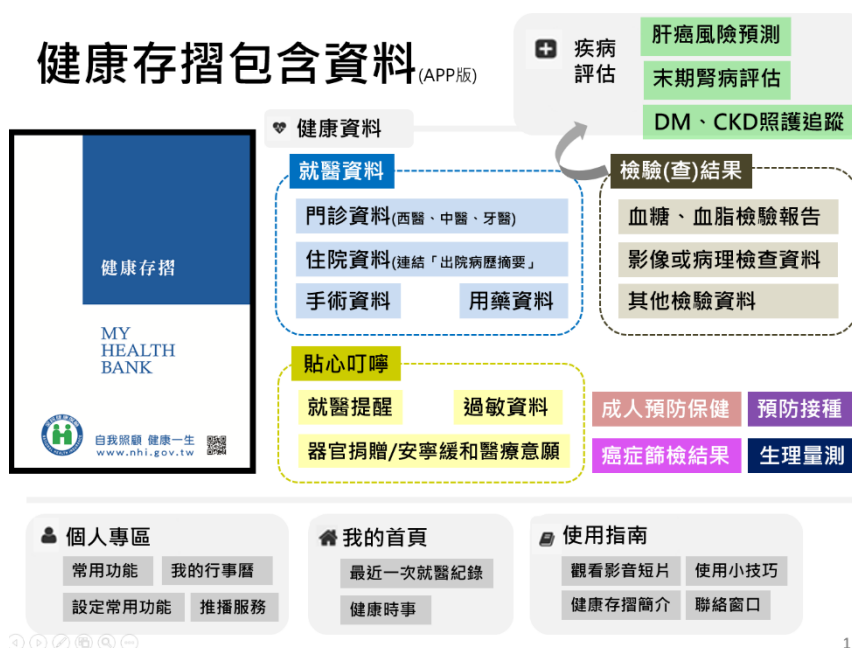 健康存摺包含資料(APP版)
疾病
評估
肝癌風險預測
末期腎病評估
DM、CKD照護追蹤
健康資料
就醫資料
門診資料(西醫、中醫、牙醫)
住院資料(連結「出院病歷摘要」
手術資料
用藥資料
檢驗(查)結果
血糖、血脂檢驗報告
影像或病理檢查資料
其他檢驗資料
健康存摺
MY
HEALTH
BANK
自我照顧 健康一生
www.nhi.gov.tw
貼心叮嚀
就醫提醒
過敏資料
器官捐贈/安寧緩和醫療意願
成人預防保健
預防接種
癌症篩檢結果
生理量測
個人專區
常用功能
我的行事曆
設定常用功能
推播服務
我的首頁
最近一次就醫紀錄
健康時事
使用指南
觀看影音短片
使用小技巧
健康存摺簡介
聯絡窗口
1